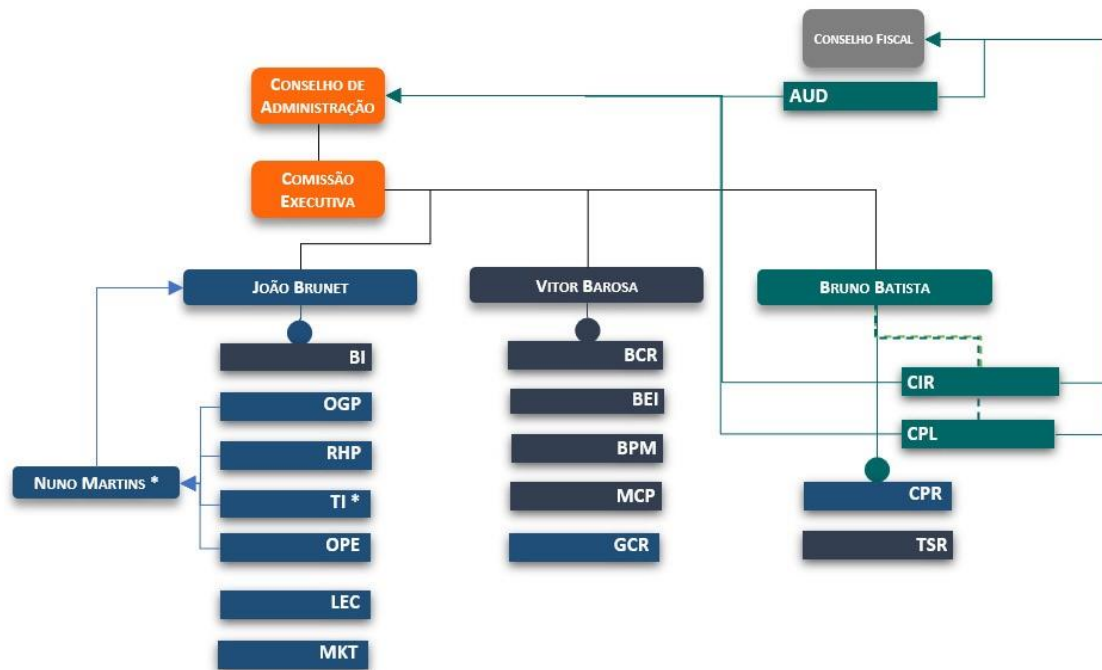 CONSELHO FISCAL
CONSELHO DE
ADMINISTRAÇÃO
AUD
COMISSÃO
EXECUTIVA
JOÃO BRUNET
VITOR BAROSA
BRUNO BATISTA
BI
OGP
RHP
NUNO MARTINS *
TI *
OPE
LEC
MKT
BCR
BEI
BPM
MCP
GCR
CIR
CPL
CPR
TSR